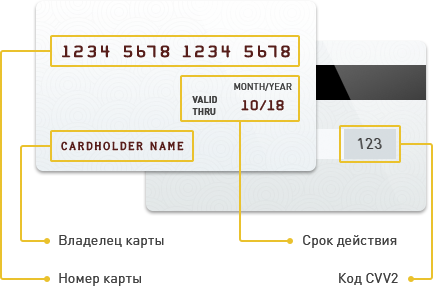 1234 5678 1234 5678
MONTH/YEAR
VALID
THRU 10/18
CARDHOLDER NAME
123
Владелец карты
Срок действия
Номер карты
Код CVV2